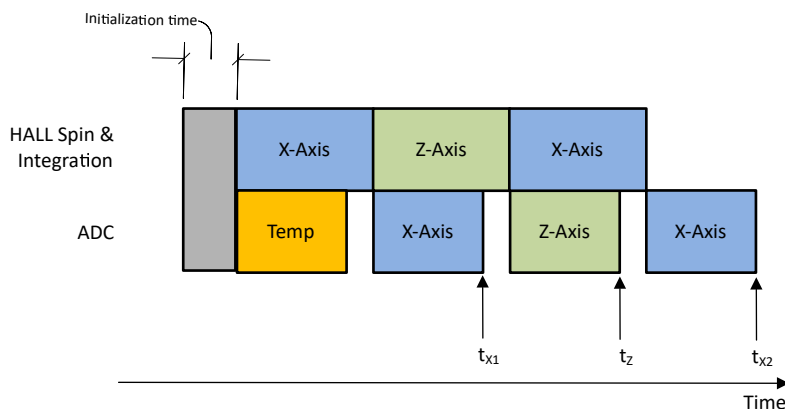 Initialization time
HALL Spin &
Integration
X-Axis
Z-Axis
X-Axis
ADC
Temp
X-Axis
Z-Axis
X-Axis
tX1
tZ
tX2
Time